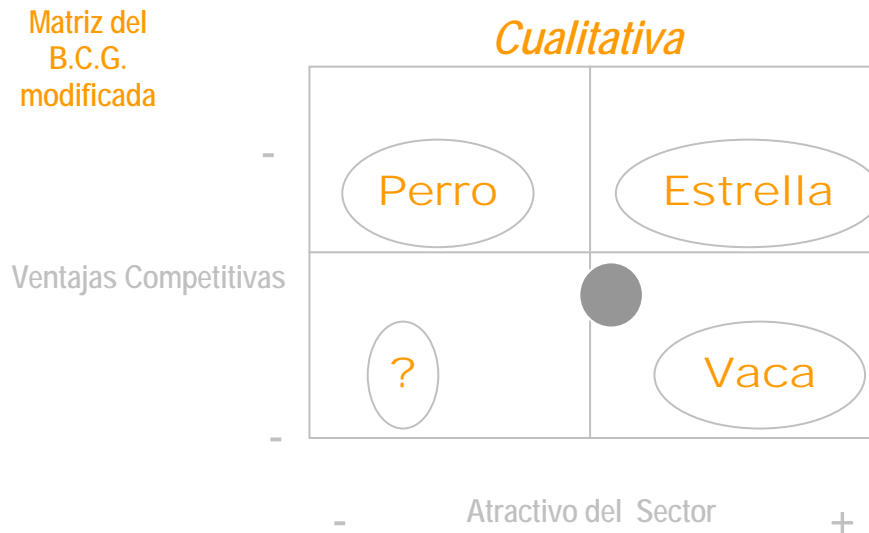 Matriz del
B.C.G.
modificada
Cualitativa
-
Perro
Estrella
Ventajas Competitivas
?
Vaca
-
- Atractivo del Sector +